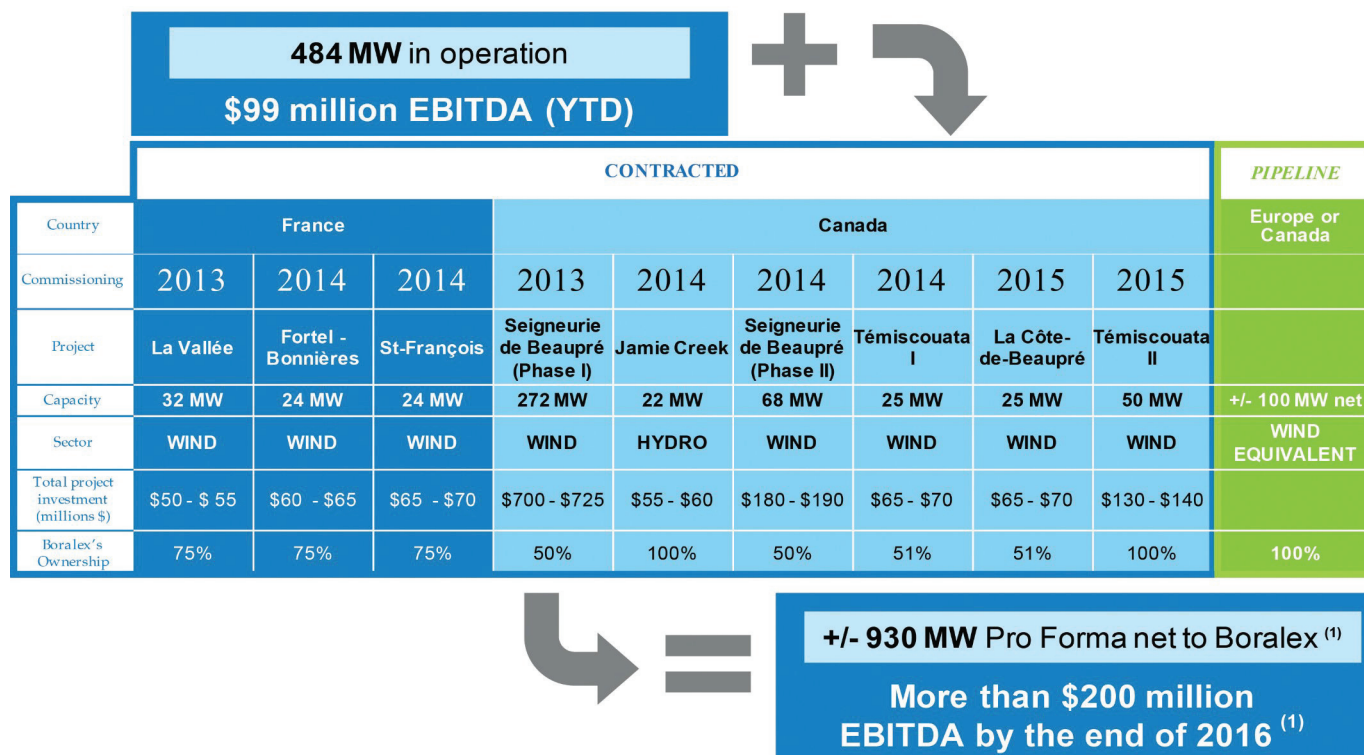 484 MW in operation
$99 million EBITDA (YTD)
CONTRACTED
PIPELINE
Country
France
Canada
Europe or
Canada
Commissioning
2013
2014
2014
2013
2014
2014
2014
2015
2015
Project
La Vallée
Fortel -
Bonnières
St-François
Seigneurie
de Beaupré
(Phase I)
Jamie Creek
Seigneurie
de Beaupré
(Phase II)
Témiscouata
I
La Côte-
de-Beaupré
Témiscouata
II
Capacity
32 MW
24 MW
24 MW
272 MW
22 MW
68 MW
25 MW
25 MW
50 MW
+/- 100 MW net
Sector
WIND
WIND
WIND
WIND
HYDRO
WIND
WIND
WIND
WIND
WIND
EQUIVALENT
Total project
investment
(millions $)
$50 - $ 55
$60 - $65
$65 - $70
$700 - $725
$55 - $60
$180 - $190
$65 - $70
$65 - $70
$130 - $140
Boralex's
Ownership
75%
75%
75%
50%
100%
50%
51%
51%
100%
100%
+/- 930 MW Pro Forma net to Boralex (1)
More than $200 million
EBITDA by the end of 2016 (1)